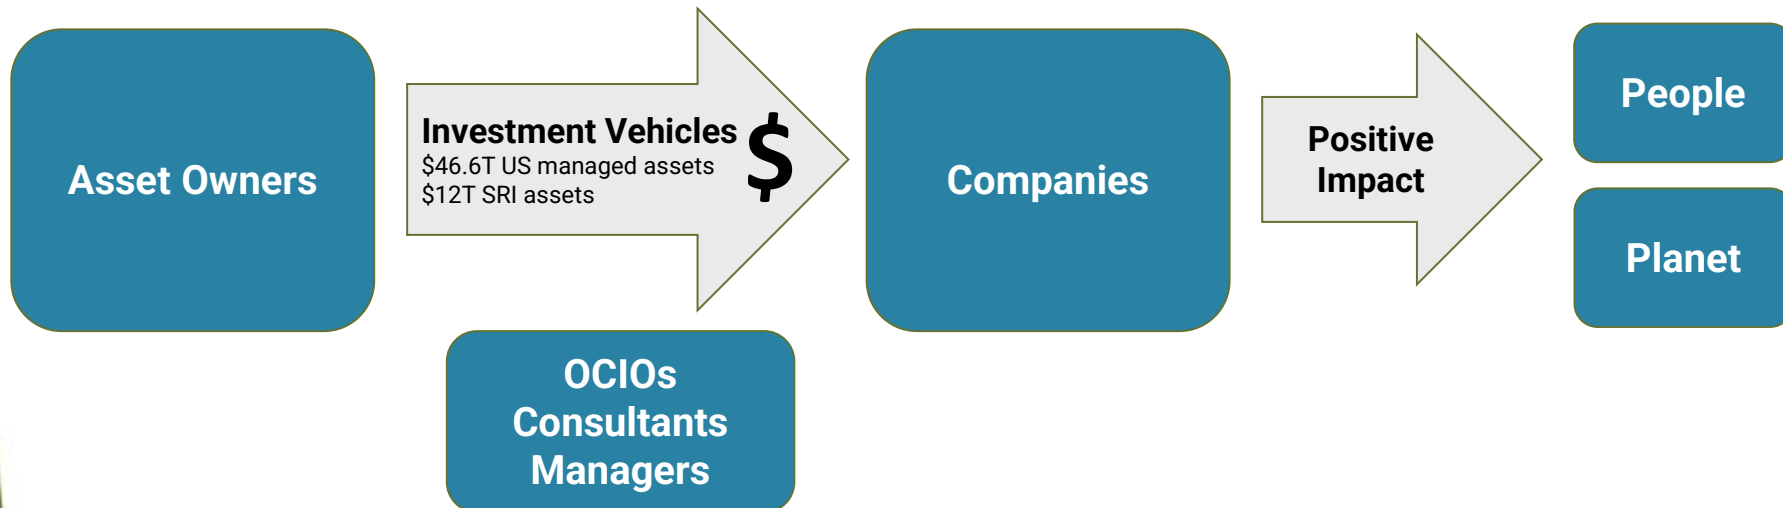 Asset Owners
Investment Vehicles
$46.6T US managed assets
$12T SRI assets
$
OCIOs
Consultants
Managers
Companies
Positive
Impact
People
Planet